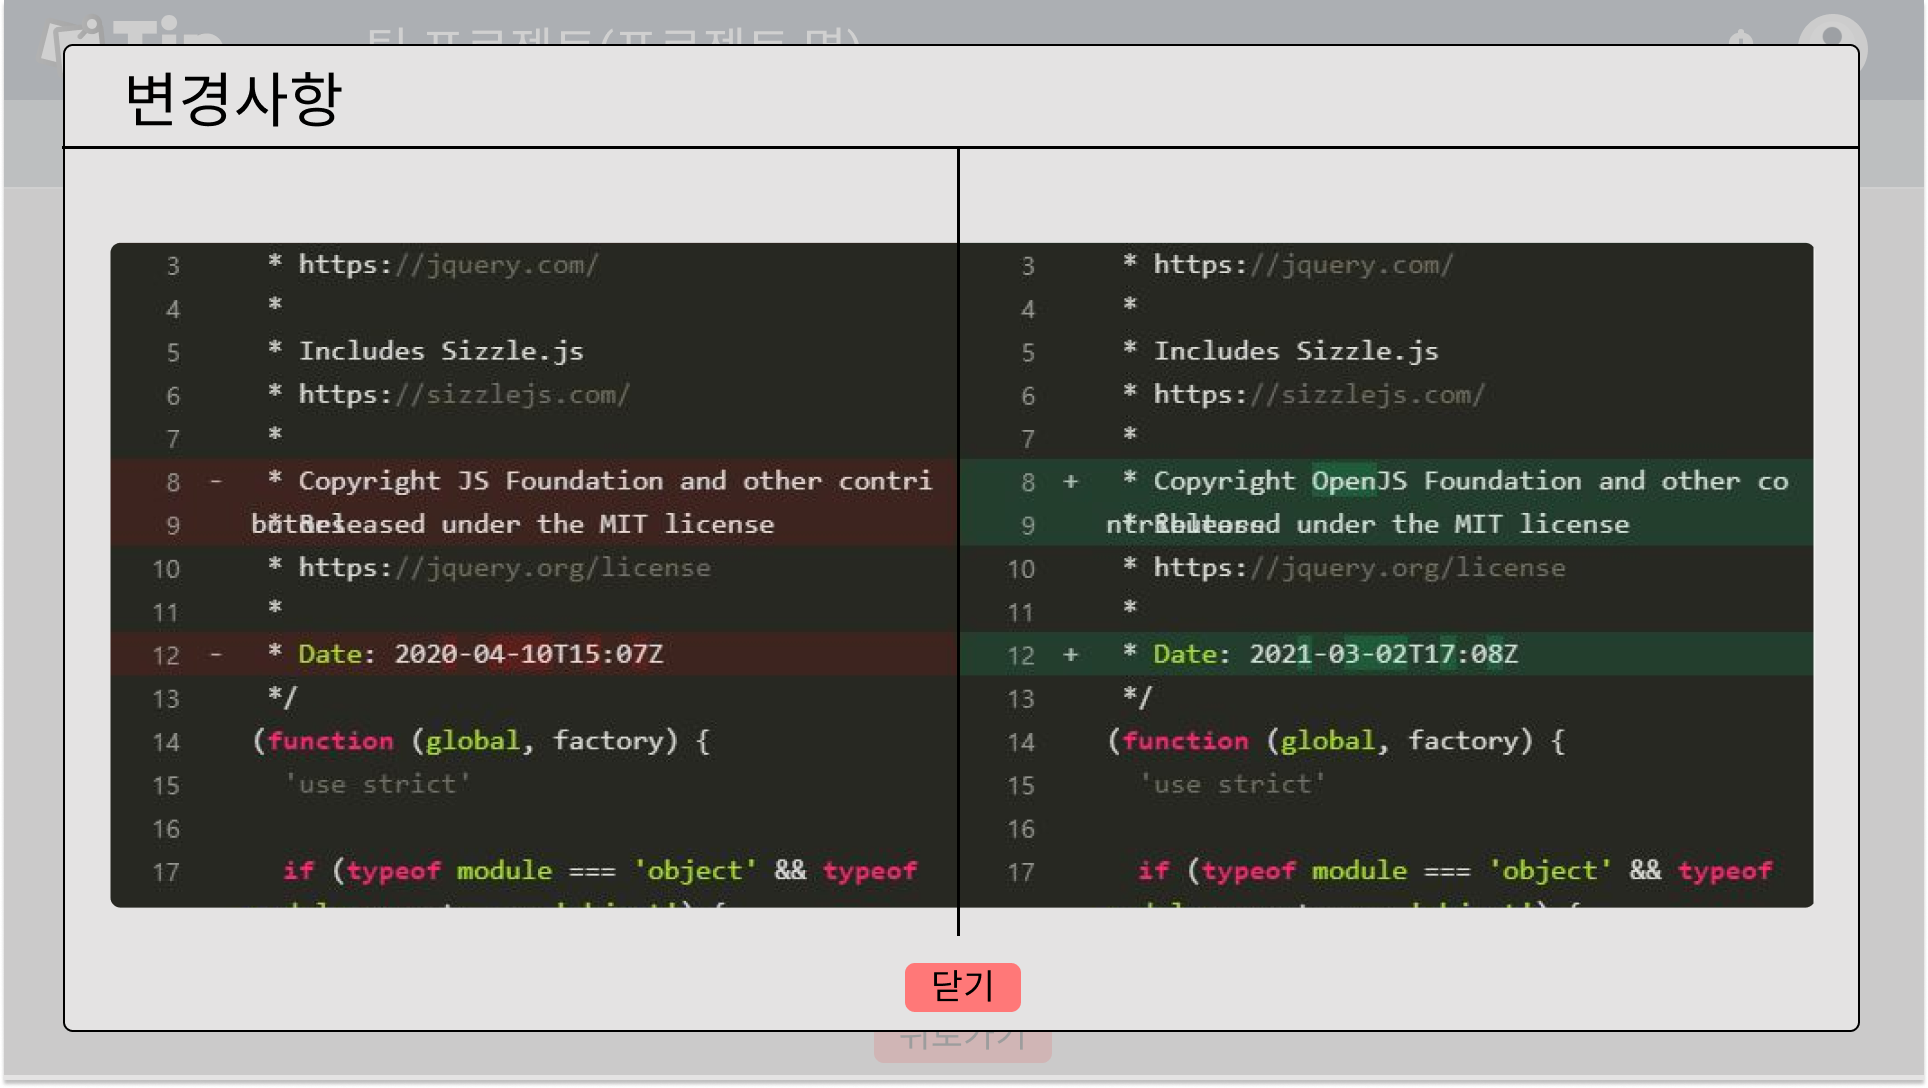 변경사항
3 * https://jquery.com/
4 *
5 * Includes Sizzle.js
6 * https://sizzlejs.com/
7 *
8 - * Copyright JS Foundation and other contri
9 butors * Released under the MIT license
10 * https://jquery.org/license
11 *
12 - * Date: 2020-04-10T15:07Z
13 */
14 (function (global, factory) {
15 'use strict'
16
17 if (typeof module === 'object' && typeof
3 * https://jquery.com/
4 *
5 * Includes Sizzle.js
6 * https://sizzlejs.com/
7 *
8 + * Copyright OpenJS Foundation and other co
9 ntributors * Released under the MIT license
10 * https://jquery.org/license
11 *
12 + * Date: 2021-03-02T17:08Z
13 */
14 (function (global, factory) {
15 'use strict'
16
17 if (typeof module === 'object' && typeof
닫기